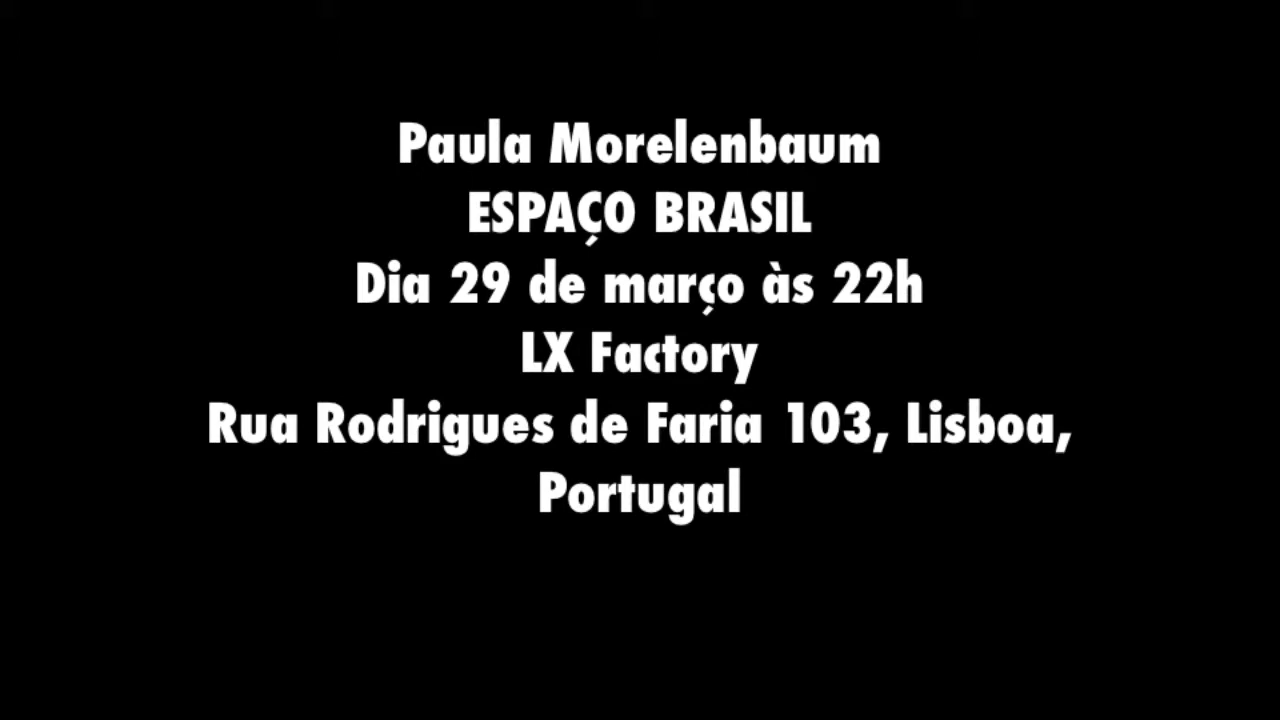 Paula Morelenbaum
ESPAÇO BRASIL
Dia 29 de março às 22h
LX Factory
Rua Rodrigues de Faria 103, Lisboa,
Portugal